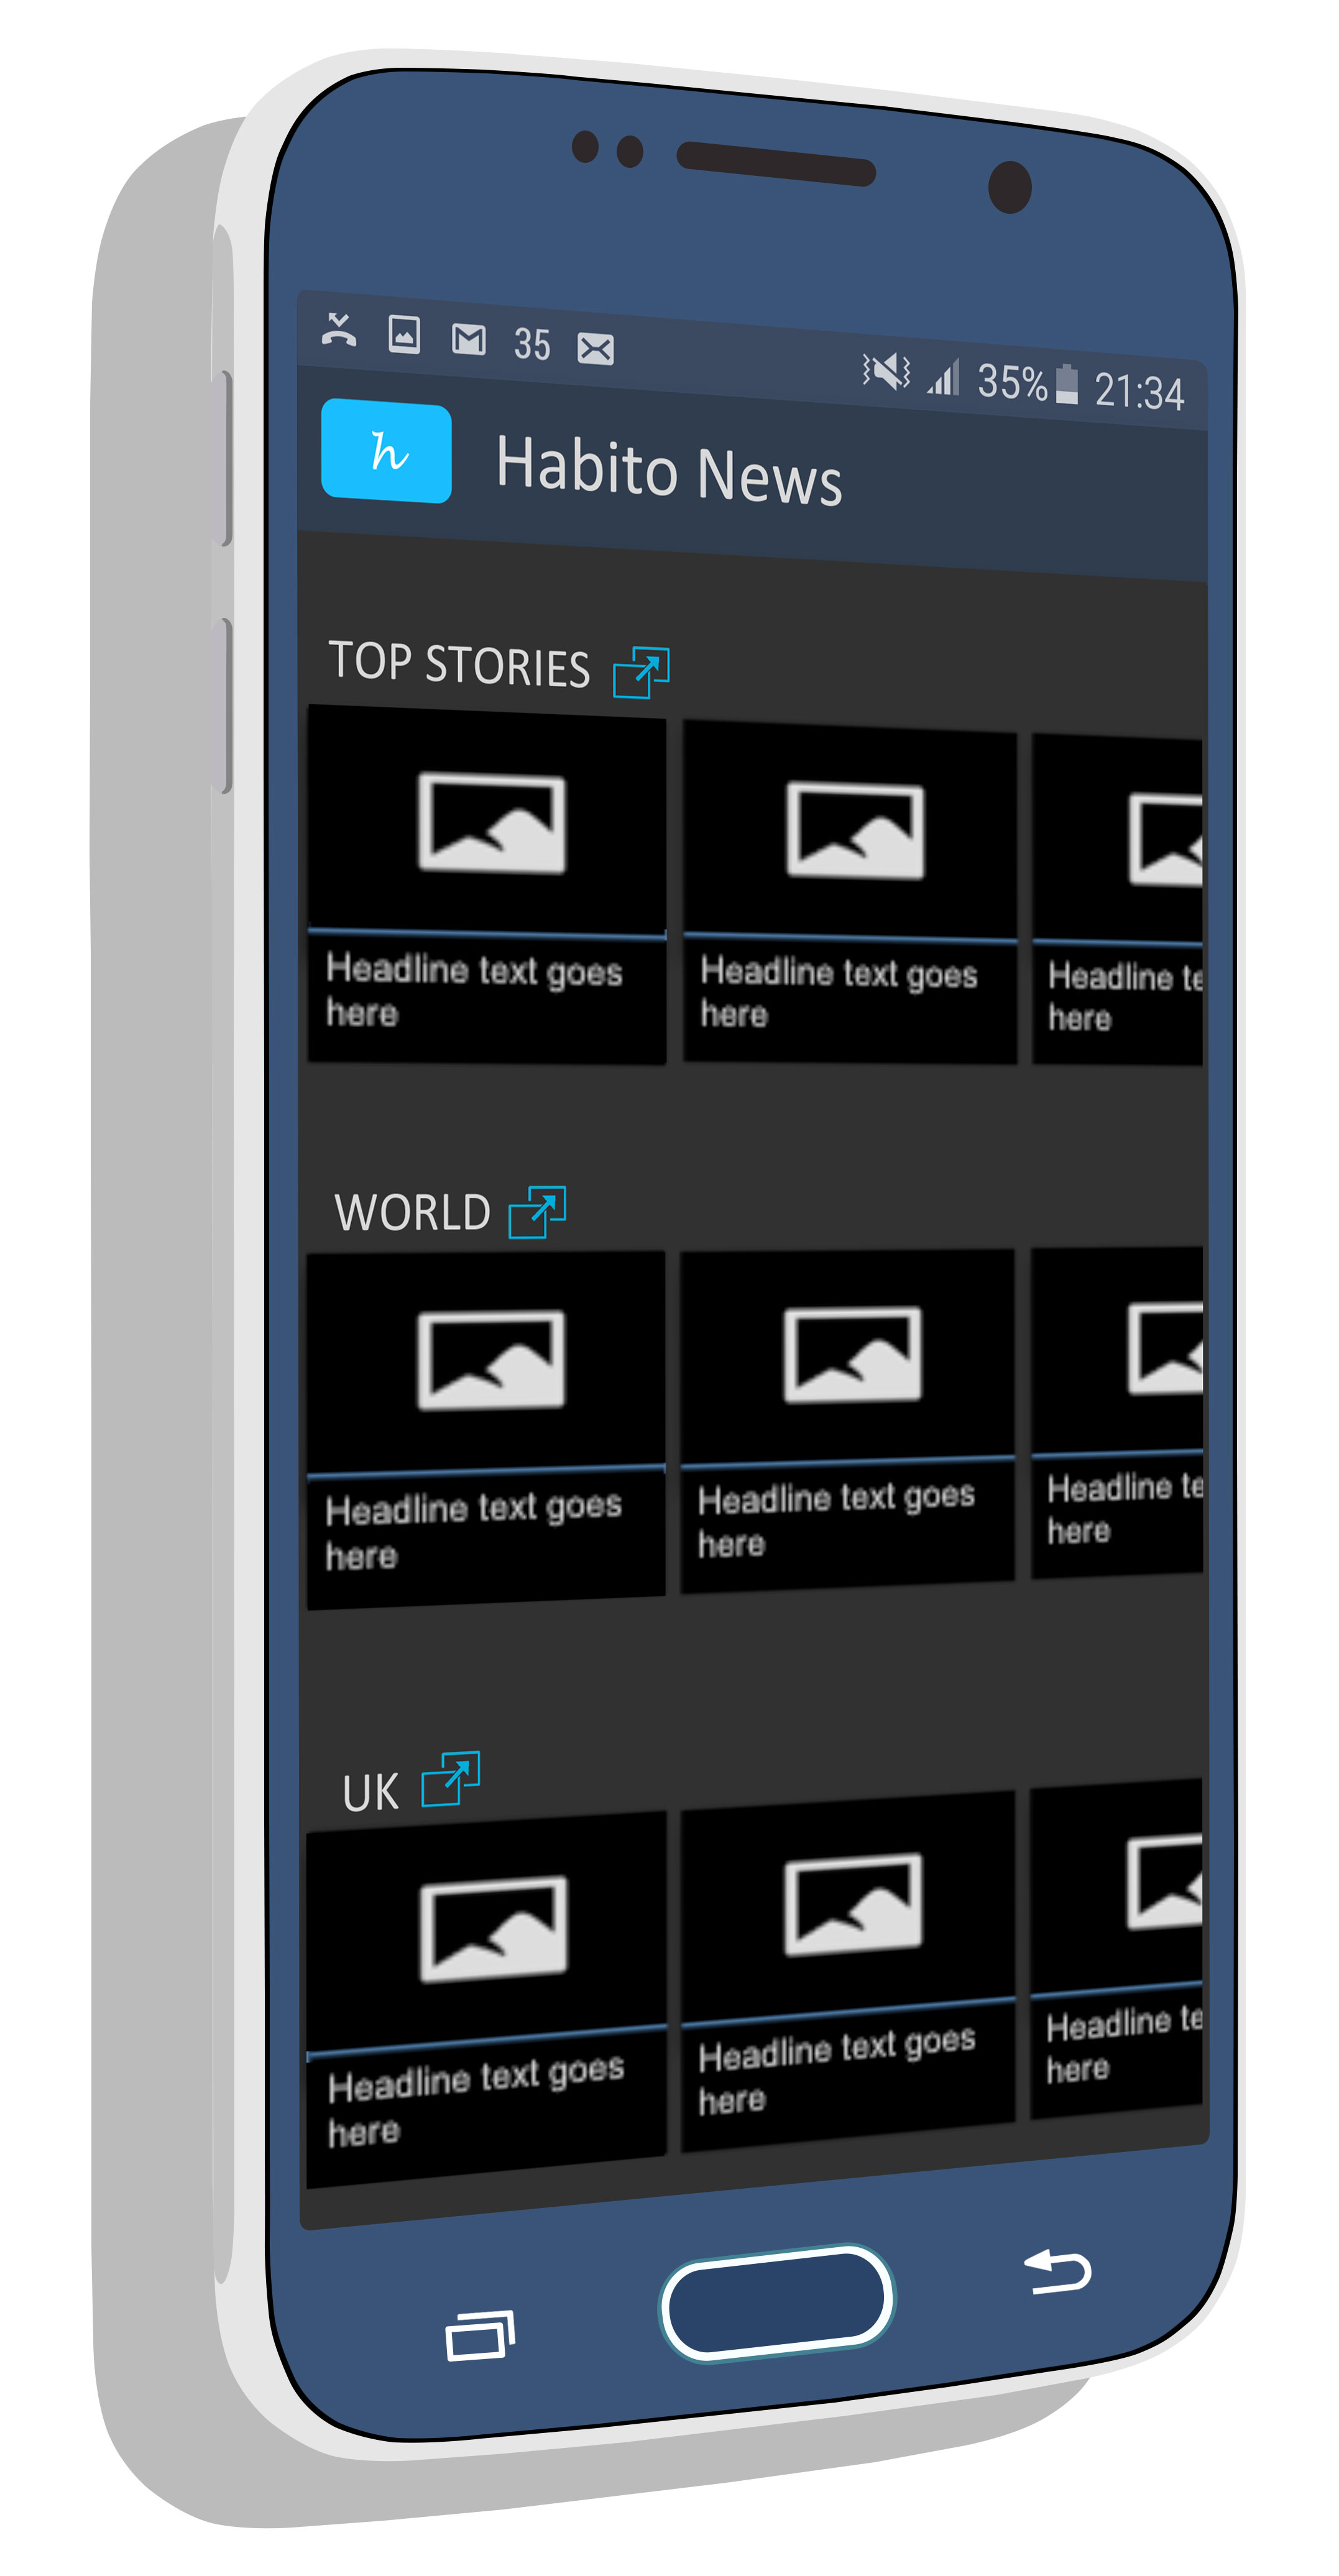 35 35% 21:34
h Habito News
TOP STORIES
Headline text goes
here
Headline text goes
here
Headline te
here
WORLD
Headline text goes
here
Headline text goes
here
Headline te
here
UK
Headline text goes
here
Headline text goes
here
Headline te
here